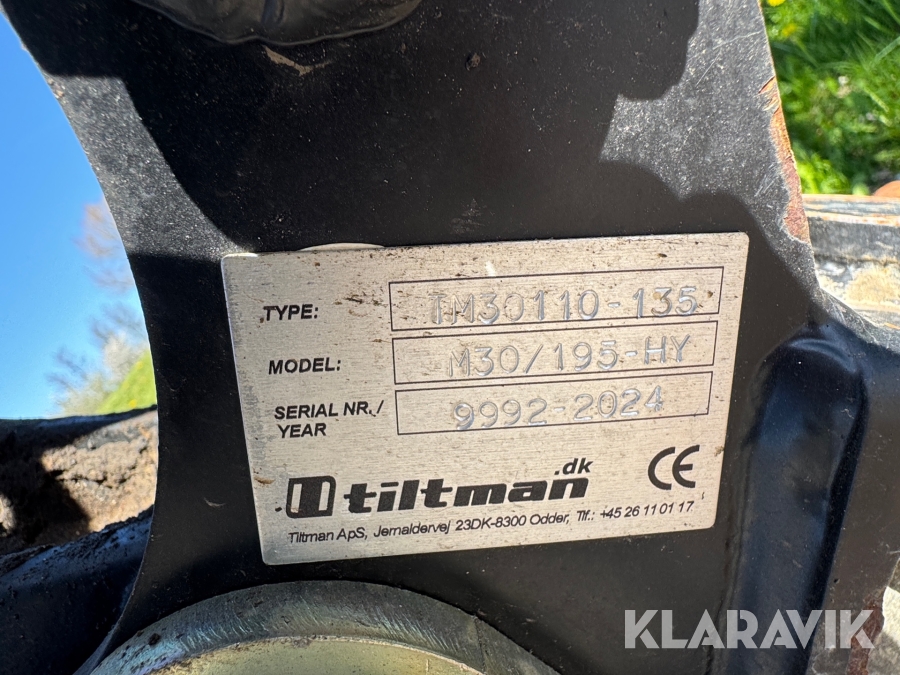 TYPE: TM30110-135
MODEL: M30/195-HY
SERIAL NR./ 9992-2024
YEAR
tiltman.dk CE
Tiltman ApS, Jernaldervej 23DK-8300 Odder, Tlf.: +45 26 11 01 17
KLARAVIK